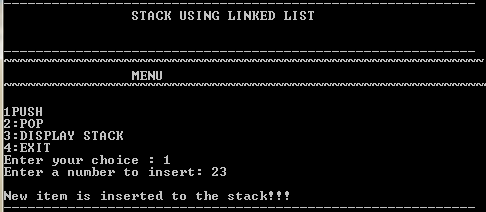 STACK USING LINKED LIST
MENU
1PUSH
2:POP
3:DISPLAY STACK
4:EXIT
Enter your choice : 1
Enter a number to insert: 23
New item is inserted to the stack!!!